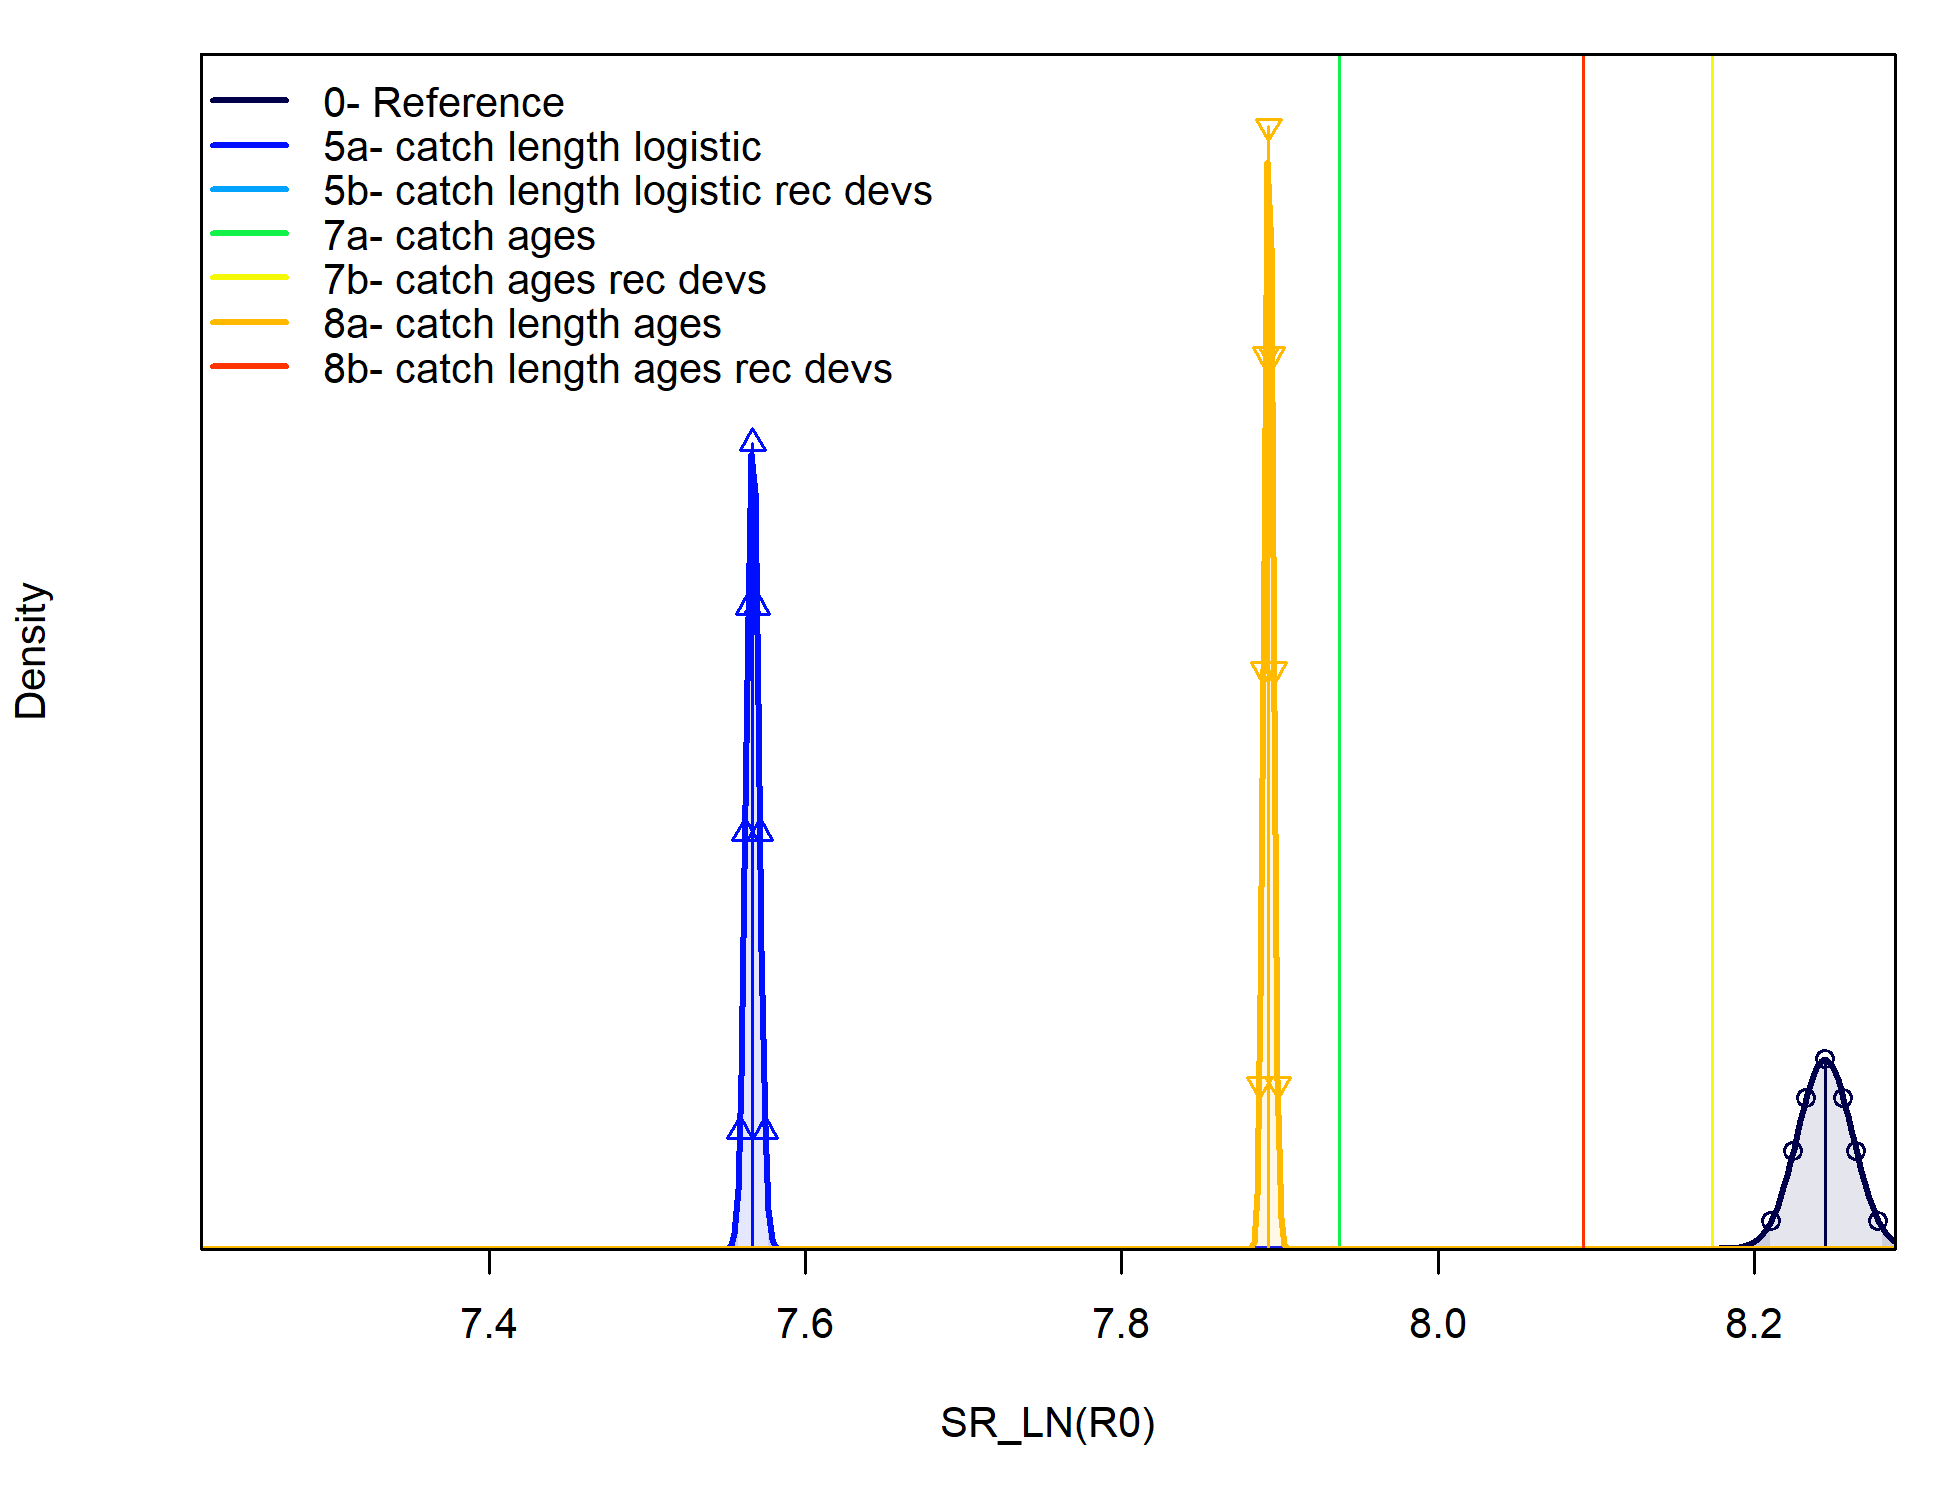 0- Reference
5a- catch length logistic
5b- catch length logistic rec devs
7a- catch ages
7b- catch ages rec devs
8a- catch length ages
8b- catch length ages rec devs
Density
7.4 7.6 7.8 8.0 8.2
SR_LN(R0)